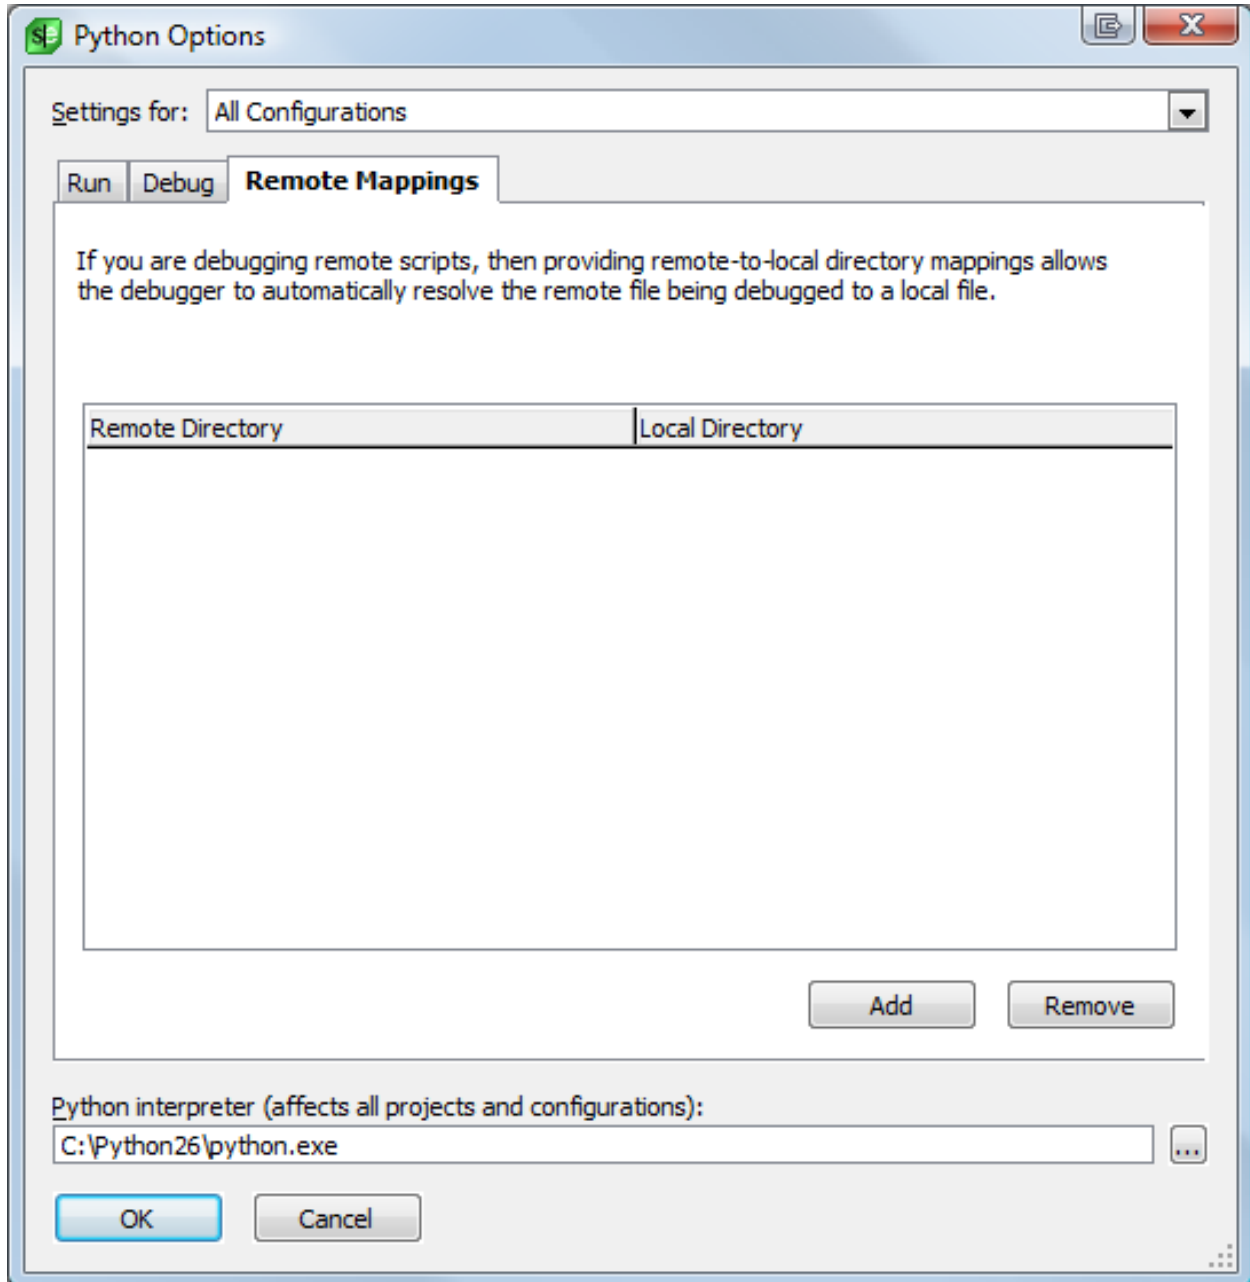 Python Options
Settings for: All Configurations
Run Debug Remote Mappings
If you are debugging remote scripts, then providing remote-to-local directory mappings allows
the debugger to automatically resolve the remote file being debugged to a local file.
Remote Directory Local Directory
Add Remove
Python interpreter (affects all projects and configurations):
C:\Python26\python.exe ...
OK Cancel